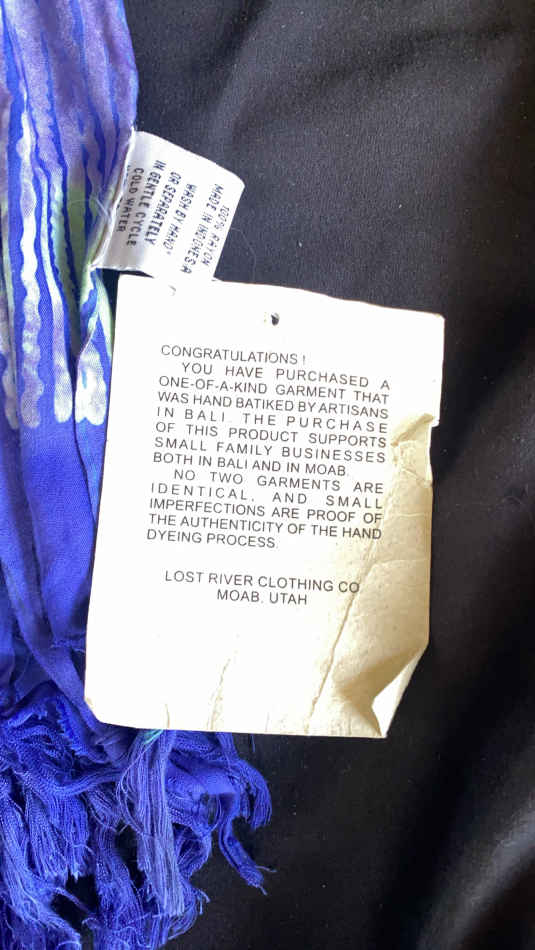 100% RAYON
MADE IN INDONESIA
WASH BY HAND
OR SEPARATELY
IN GENTLE CYCLE
COLD WATER
CONGRATULATIONS !
YOU HAVE PURCHASED A
ONE-OF-A-KIND GARMENT THAT
WAS HAND BATIKED BY ARTISANS
IN BALI. THE PURCHASE
OF THIS PRODUCT SUPPORTS
SMALL FAMILY BUSINESSES
BOTH IN BALI AND IN MOAB.
NO TWO GARMENTS ARE
IDENTICAL, AND SMALL
IMPERFECTIONS ARE PROOF OF
THE AUTHENTICITY OF THE HAND
DYEING PROCESS.
LOST RIVER CLOTHING CO.
MOAB, UTAH